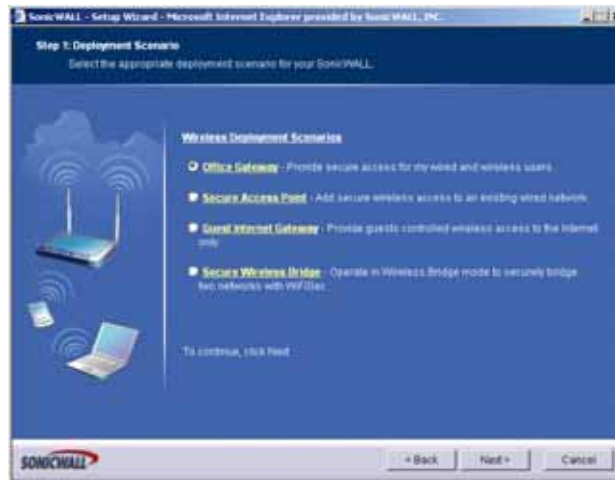 SonicWALL - Setup Wizard - Microsoft Internet Explorer provided by SonicWALL, INC.
Step 1: Deployment Scenario
Select the appropriate deployment scenario for your SonicWALL.
Wireless Deployment Scenarios
Office Gateway - Provide secure access for my wired and wireless users.
Secure Access Point - Add secure wireless access to an existing wired network.
Guest Internet Gateway - Provide guests controlled wireless access to the Internet
only.
Secure Wireless Bridge - Operate in Wireless Bridge mode to securely bridge
two networks with WiFiSec.
To continue, click Next
SONICWALL
< Back
Next >
Cancel